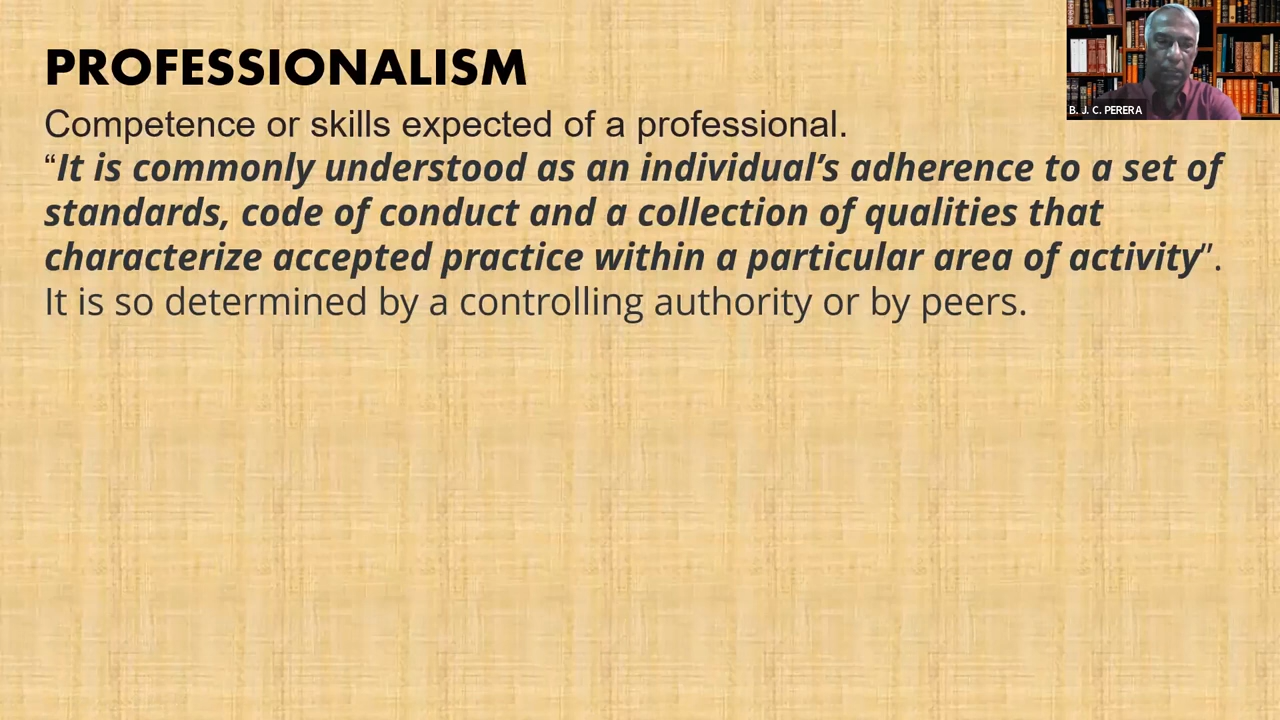 PROFESSIONALISM
B. J. C. PERERA
Competence or skills expected of a professional.
“It is commonly understood as an individual’s adherence to a set of
standards, code of conduct and a collection of qualities that
characterize accepted practice within a particular area of activity”.
It is so determined by a controlling authority or by peers.